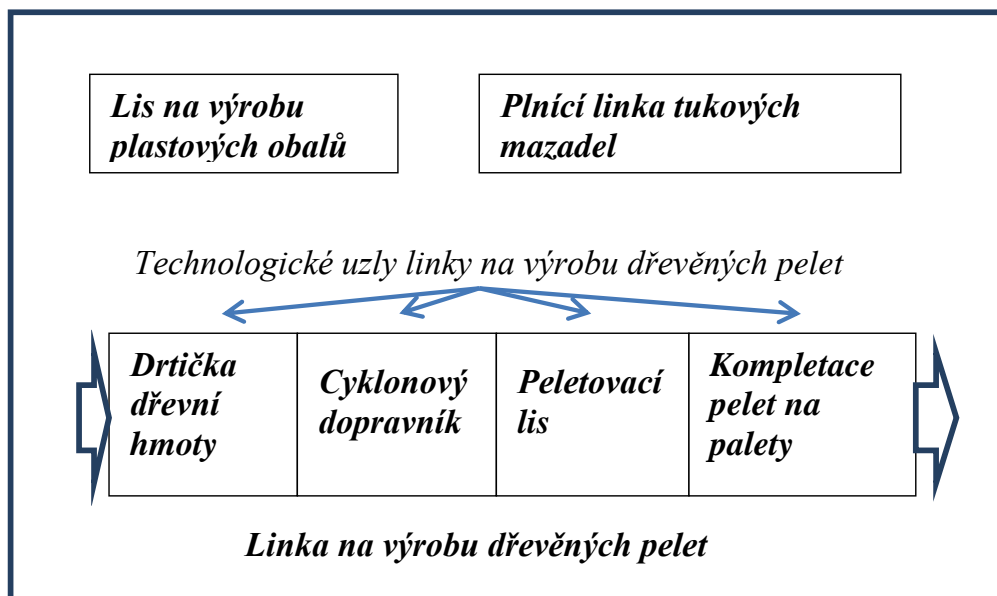 Lis na výrobu
plastových obalů
Plnící linka tukových
mazadel
Technologické uzly linky na výrobu dřevěných pelet
Drtička
dřevní
hmoty
Cyklonový
dopravník
Peletovací
lis
Kompletace
pelet na
palety
Linka na výrobu dřevěných pelet